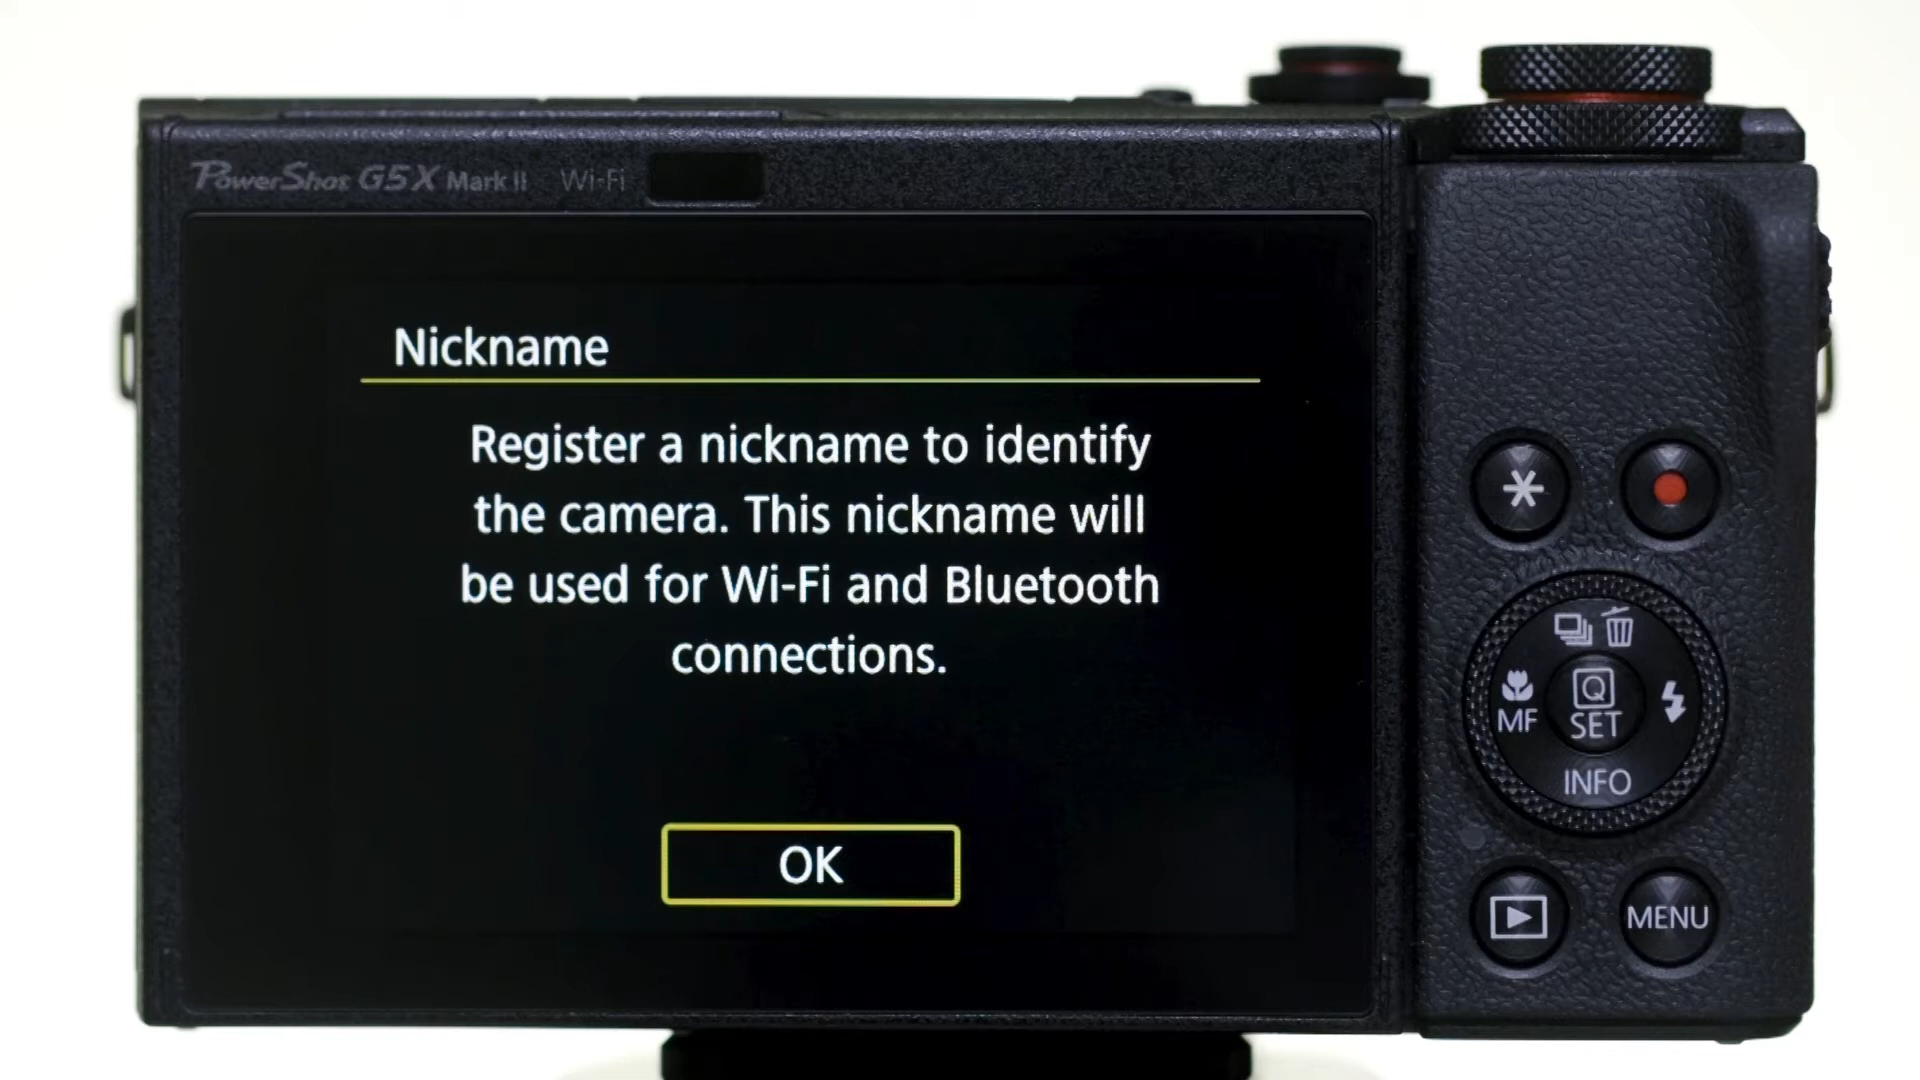 PowerShot G5 X Mark II Wi-Fi
Nickname
Register a nickname to identify
the camera. This nickname will
be used for Wi-Fi and Bluetooth
connections.
OK
MF
Q
SET
INFO
MENU